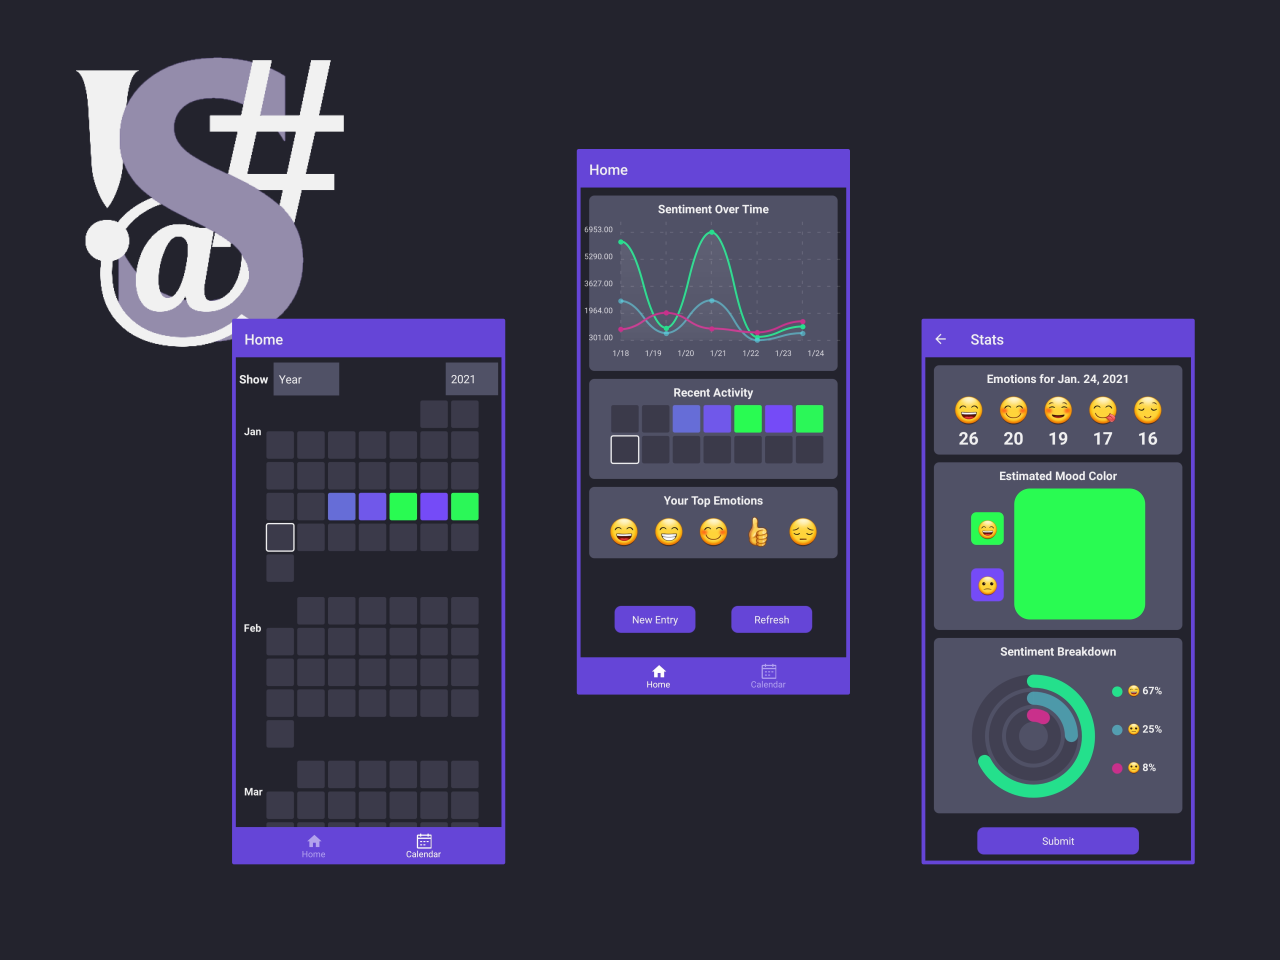 ! S # @
Home
Show Year 2021
Jan
Feb
Mar
Home Calendar
Home
Sentiment Over Time
6953.00
5290.00
3627.00
1964.00
301.00
1/18 1/19 1/20 1/21 1/22 1/23 1/24
Recent Activity
Your Top Emotions
New Entry Refresh
Home Calendar
Stats
Emotions for Jan. 24, 2021
26 20 19 17 16
Estimated Mood Color
Sentiment Breakdown
67%
25%
8%
Submit